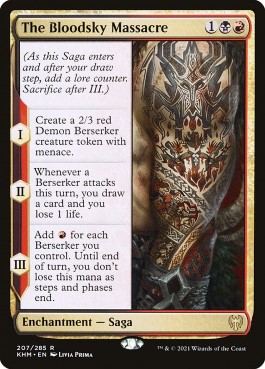 The Bloodsky Massacre 1
(As this Saga enters
and after your draw
step, add a lore counter.
Sacrifice after III.)
I
Create a 2/3 red
Demon Berserker
creature token with
menace.
II
Whenever a
Berserker attacks
this turn, you draw
a card and you
lose 1 life.
III
Add for each
Berserker you
control. Until end
of turn, you don't
lose this
mana as steps
and phases end.
Enchantment — Saga
207/285 R
KHM • EN LIVIA PRIMA
™ & © 2021 Wizards of the Coast